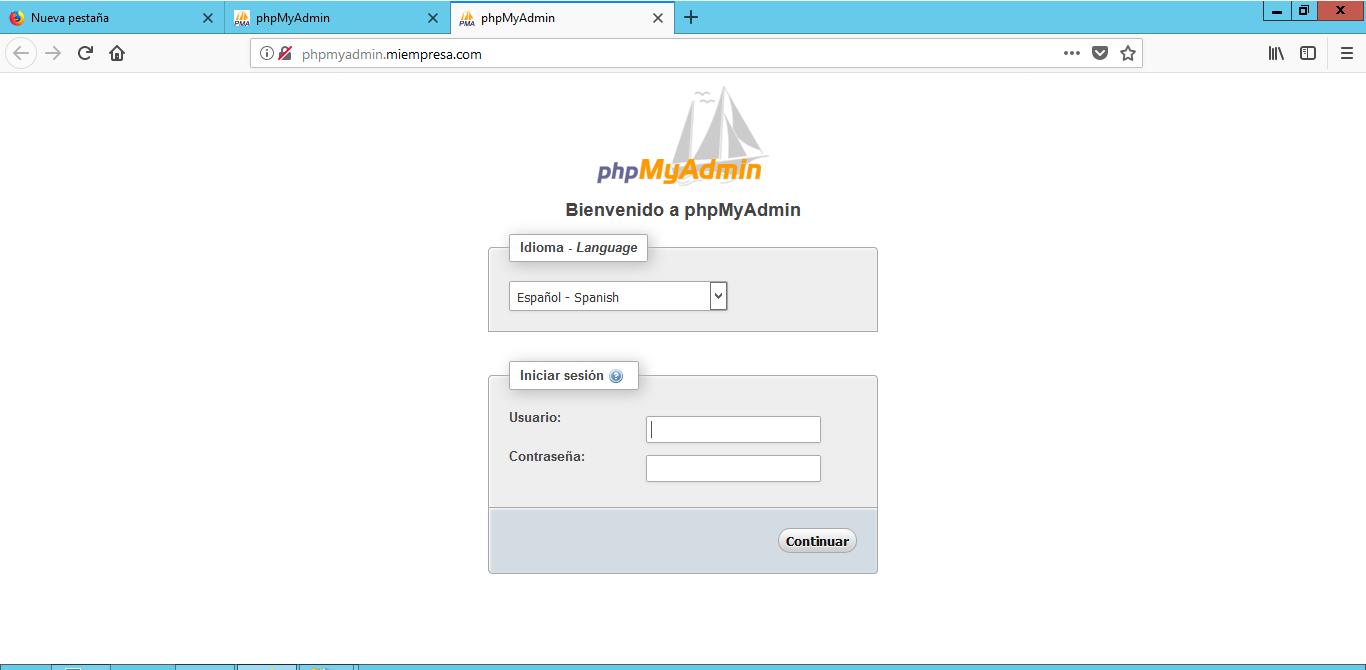 Nueva pestaña
phpMyAdmin
phpMyAdmin
phpmyadmin.miempresa.com
phpMyAdmin
Bienvenido a phpMyAdmin
Idioma - Language
Español - Spanish
Iniciar sesión
Usuario:
Contraseña:
Continuar